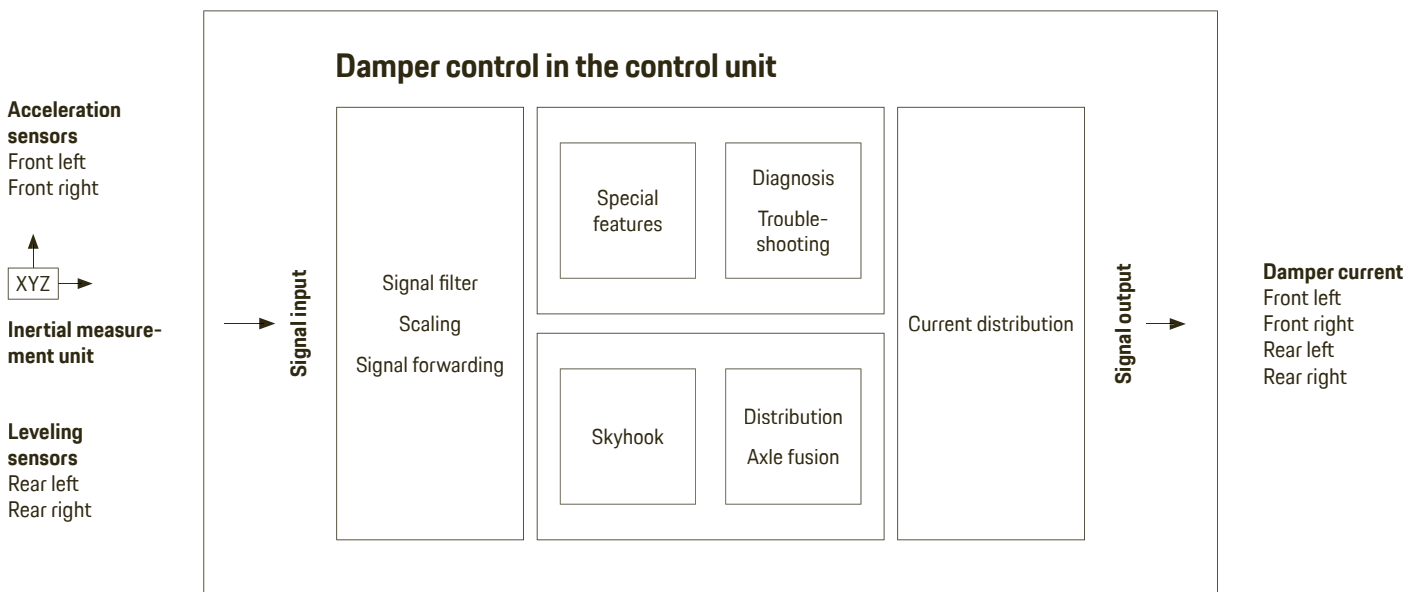 Damper control in the control unit
Acceleration
sensors
Front left
Front right
XYZ
Inertial measure-
ment unit
Leveling
sensors
Rear left
Rear right
Signal input
Signal filter
Scaling
Signal forwarding
Special
features
Diagnosis
Trouble-
shooting
Skyhook
Distribution
Axle fusion
Current distribution
Signal output
Damper current
Front left
Front right
Rear left
Rear right